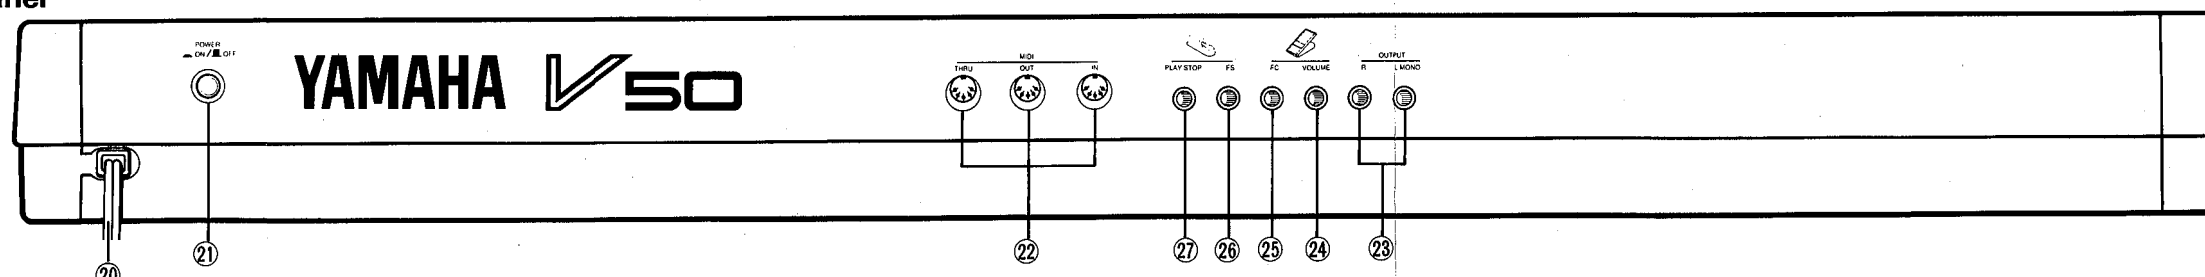 POWER
ON / OFF
YAMAHA V50
MIDI
THRU OUT IN
PLAY STOP FS
FC VOLUME
OUTPUT
R L MONO
⑳ ㉑ ㉒ ㉗ ㉖ ㉕ ㉔ ㉓